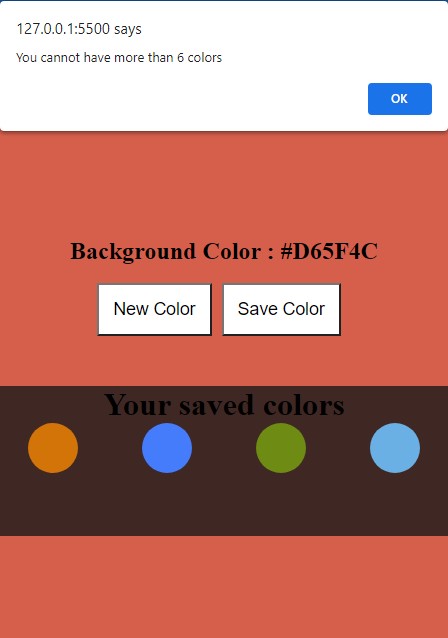 127.0.0.1:5500 says
You cannot have more than 6 colors
OK
Background Color : #D65F4C
New Color Save Color
Your saved colors